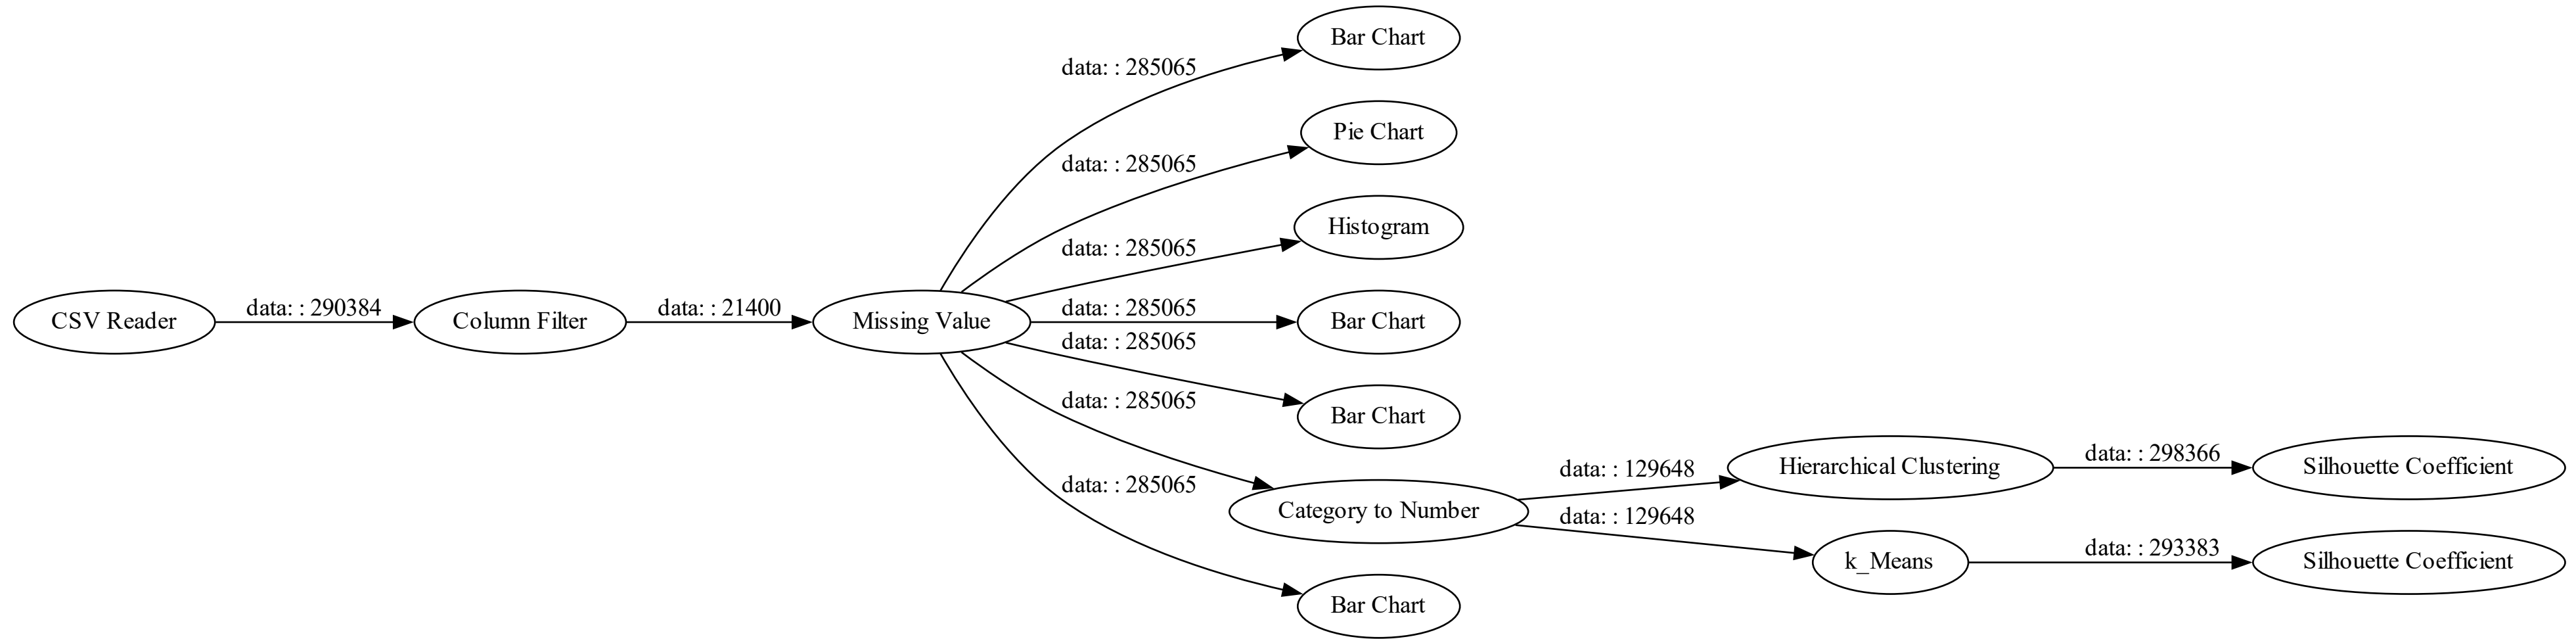 Bar Chart
data: : 285065
Pie Chart
data: : 285065
Histogram
data: : 285065
CSV Reader
data: : 290384
Column Filter
data: : 21400
Missing Value
data: : 285065
Bar Chart
data: : 285065
Bar Chart
data: : 285065
Category to Number
data: : 129648
Hierarchical Clustering
data: : 298366
Silhouette Coefficient
data: : 129648
k_Means
data: : 293383
Silhouette Coefficient
data: : 285065
Bar Chart